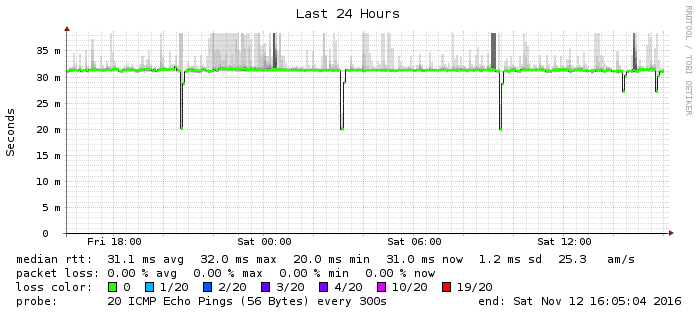 Last 24 Hours
RRDTOOL / TOBI OETIKER
Seconds
35 m
30 m
25 m
20 m
15 m
10 m
5 m
0
Fri 18:00 Sat 00:00 Sat 06:00 Sat 12:00
median rtt: 31.1 ms avg 32.0 ms max 20.0 ms min 31.0 ms now 1.2 ms sd 25.3 am/s
packet loss: 0.00 % avg 0.00 % max 0.00 % min 0.00 % now
loss color: 0 1/20 2/20 3/20 4/20 10/20 19/20
probe: 20 ICMP Echo Pings (56 Bytes) every 300s end: Sat Nov 12 16:05:04 2016